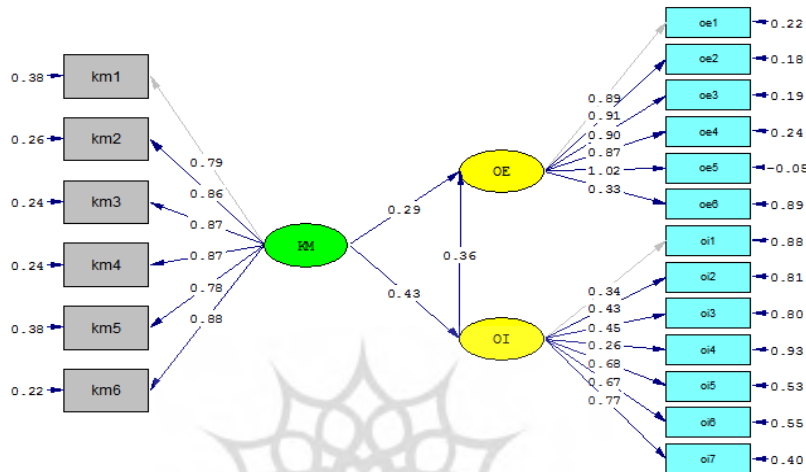 0.38 km1
0.26 km2
0.24 km3
0.24 km4
0.38 km5
0.22 km6
0.79
0.86
0.87
0.87
0.78
0.88
KM
0.29
0.43
0.36
OE
OI
0.89
0.91
0.90
0.87
1.02
0.33
0.34
0.43
0.45
0.26
0.68
0.67
0.77
oe1 0.22
oe2 0.18
oe3 0.19
oe4 0.24
oe5 -0.05
oe6 0.89
oi1 0.88
oi2 0.81
oi3 0.80
oi4 0.93
oi5 0.53
oi6 0.55
oi7 0.40